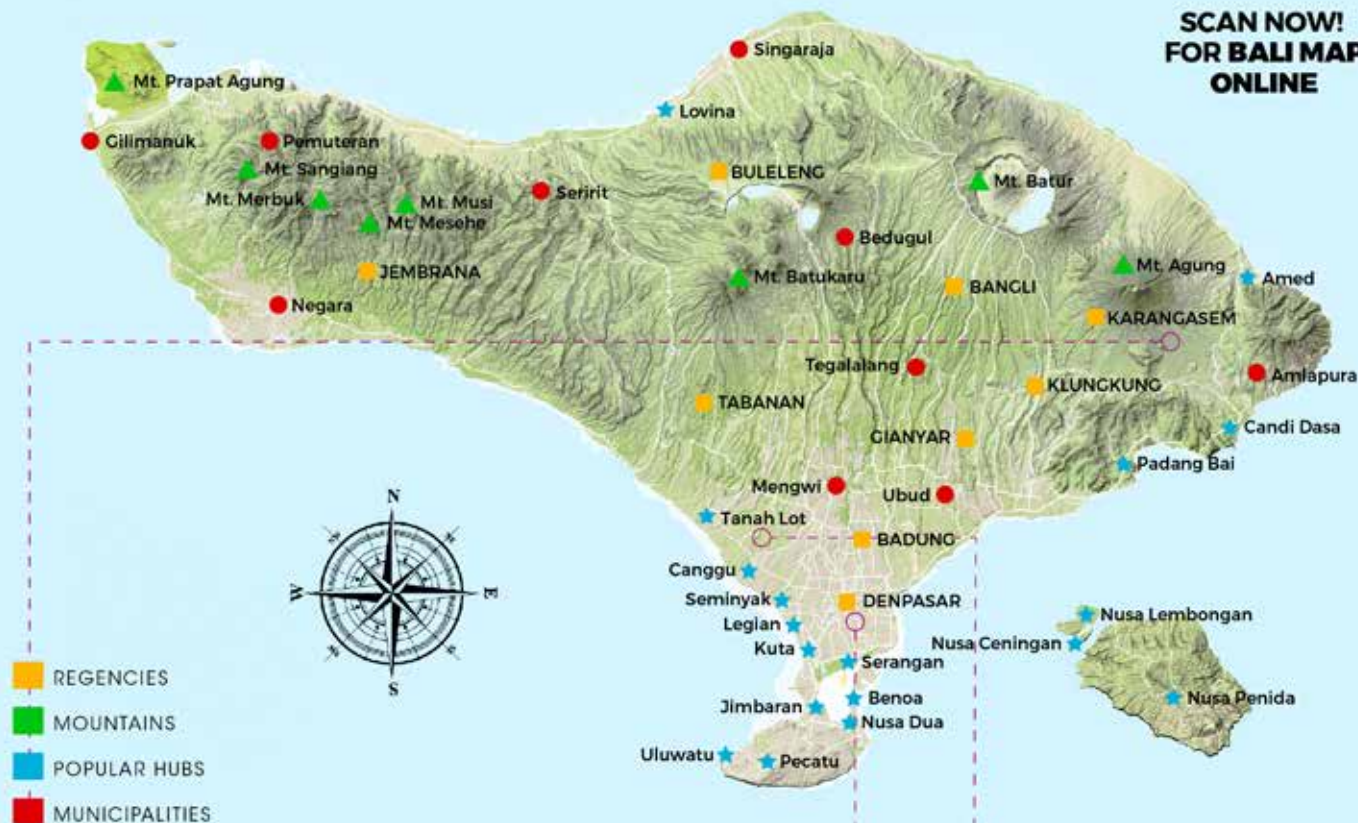 SCAN NOW!
FOR BALI MAP
ONLINE
Singaraja
Mt. Prapat Agung
Lovina
Gilimanuk
Pemuteran
Mt. Sangiang
BULELENG
Mt. Batur
Seririt
Mt. Merbuk
Mt. Musi
Mt. Mesehe
Bedugul
JEMBRANA
Mt. Batukaru
Mt. Agung
Amed
BANGLI
Negara
KARANGASEM
Tegalalang
Amlapura
KLUNGKUNG
TABANAN
Candi Dasa
GIANYAR
Padang Bai
Mengwi
Ubud
N
Tanah Lot
BADUNG
Canggu
W
E
Seminyak
DENPASAR
Nusa Lembongan
Legian
Nusa Ceningan
Kuta
Serangan
S
REGENCIES
Benoa
Nusa Penida
Jimbaran
Nusa Dua
MOUNTAINS
Uluwatu
Pecatu
POPULAR HUBS
MUNICIPALITIES